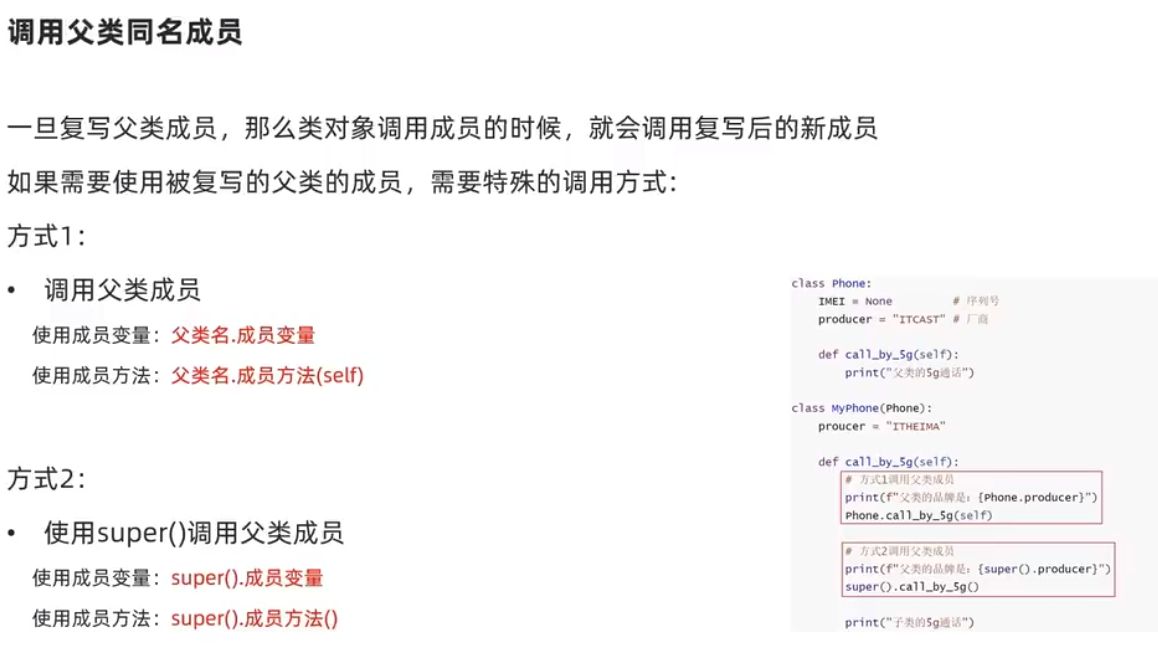 调用父类同名成员
一旦复写父类成员，那么类对象调用成员的时候，就会调用复写后的新成员
如果需要使用被复写的父类的成员，需要特殊的调用方式：
方式1：
• 调用父类成员
使用成员变量：父类名.成员变量
使用成员方法：父类名.成员方法(self)
方式2：
• 使用super()调用父类成员
使用成员变量：super().成员变量
使用成员方法：super().成员方法()
class Phone:
    IMEI = None         # 序列号
    producer = "ITCAST" # 厂商
    def call_by_5g(self):
        print("父类的5g通话")
class MyPhone(Phone):
    proucer = "ITHEIMA"
    def call_by_5g(self):
        # 方式1调用父类成员
        print(f"父类的品牌是：{Phone.producer}")
        Phone.call_by_5g(self)
        # 方式2调用父类成员
        print(f"父类的品牌是：{super().producer}")
        super().call_by_5g()
        print("子类的5g通话")